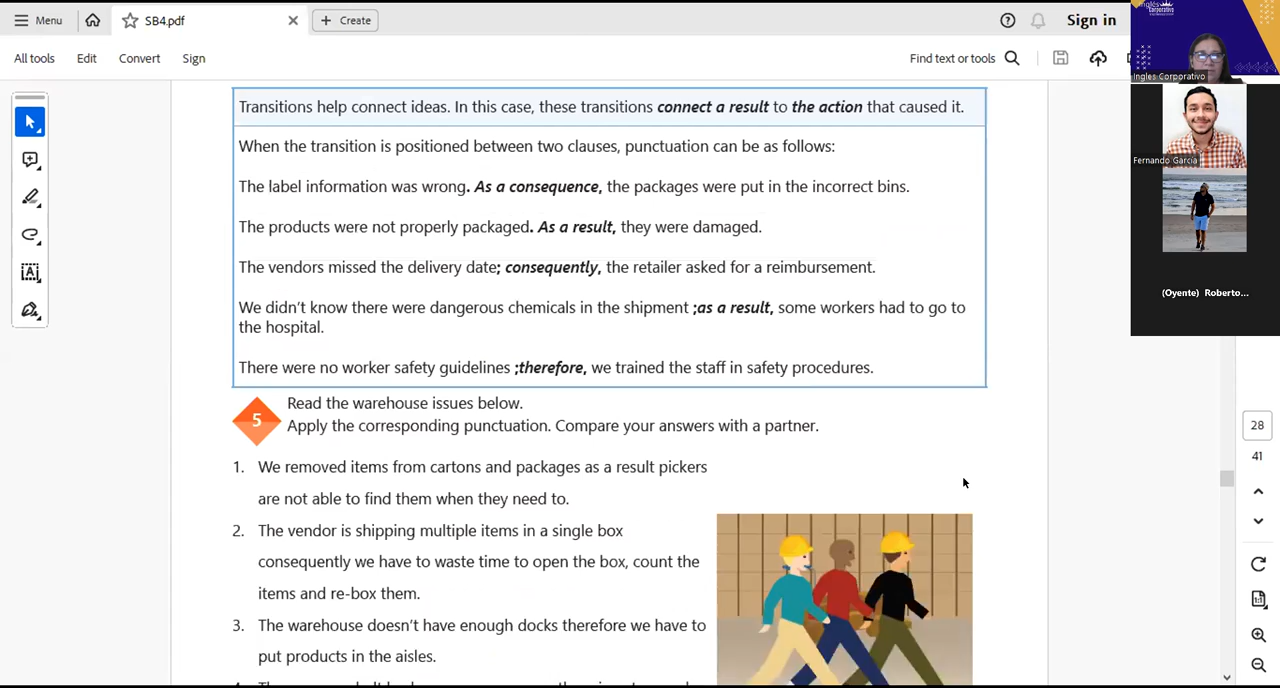 Menu
SB4.pdf
Create
Sign in
All tools
Edit
Convert
Sign
Find text or tools
Transitions help connect ideas. In this case, these transitions connect a result to the action that caused it.
When the transition is positioned between two clauses, punctuation can be as follows:
The label information was wrong. As a consequence, the packages were put in the incorrect bins.
The products were not properly packaged. As a result, they were damaged.
The vendors missed the delivery date; consequently, the retailer asked for a reimbursement.
We didn't know there were dangerous chemicals in the shipment ;as a result, some workers had to go to
the hospital.
There were no worker safety guidelines ;therefore, we trained the staff in safety procedures.
5
Read the warehouse issues below.
Apply the corresponding punctuation. Compare your answers with a partner.
1. We removed items from cartons and packages as a result pickers
are not able to find them when they need to.
2. The vendor is shipping multiple items in a single box
consequently we have to waste time to open the box, count the
items and re-box them.
3. The warehouse doesn't have enough docks therefore we have to
put products in the aisles.
Ingles Corporativo
Fernando García
(Oyente) Roberto...
28
41